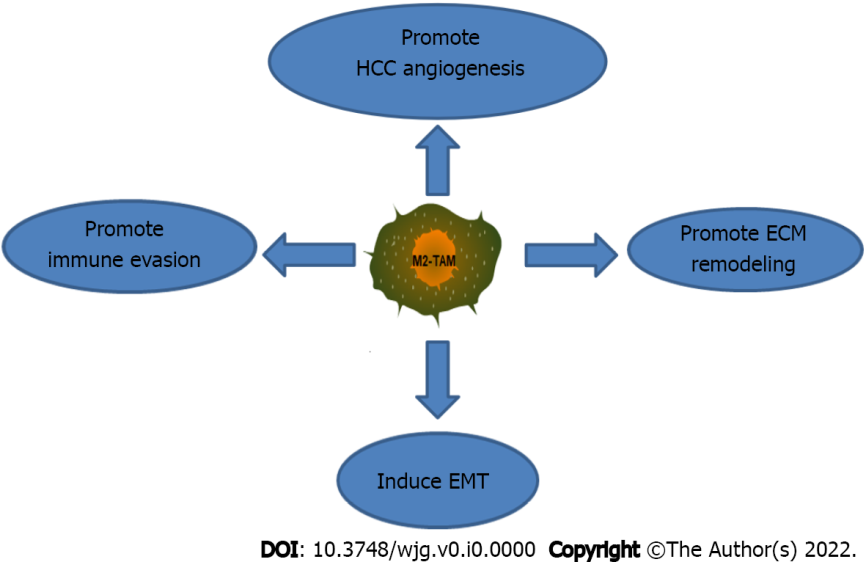 Promote
HCC angiogenesis
Promote
immune evasion
M2-TAM
Promote ECM
remodeling
Induce EMT
DOI: 10.3748/wjg.v0.i0.0000 Copyright ©The Author(s) 2022.